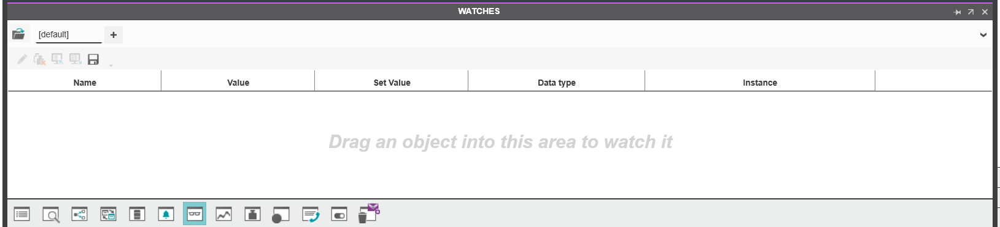 WATCHES
[default]
Name Value Set Value Data type Instance
Drag an object into this area to watch it